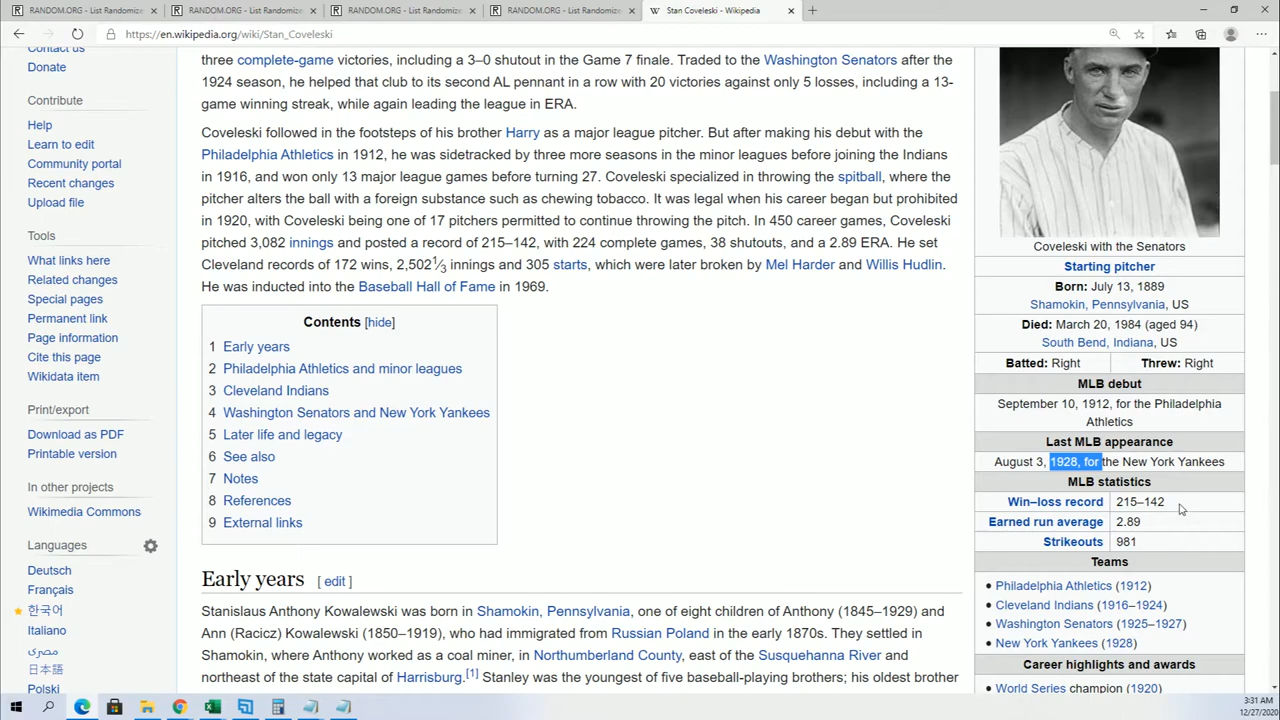 RANDOM.ORG - List Randomize
RANDOM.ORG - List Randomize
RANDOM.ORG - List Randomize
RANDOM.ORG - List Randomize
W Stan Coveleski - Wikipedia
https://en.wikipedia.org/wiki/Stan_Coveleski
Contact us
Donate
Contribute
Help
Learn to edit
Community portal
Recent changes
Upload file
Tools
What links here
Related changes
Special pages
Permanent link
Page information
Cite this page
Wikidata item
Print/export
Download as PDF
Printable version
In other projects
Wikimedia Commons
Languages
Deutsch
Français
한국어
Italiano
مصرى
日本語
Polski
three complete-game victories, including a 3–0 shutout in the Game 7 finale. Traded to the Washington Senators after the
1924 season, he helped that club to its second AL pennant in a row with 20 victories against only 5 losses, including a 13-
game winning streak, while again leading the league in ERA.
Coveleski followed in the footsteps of his brother Harry as a major league pitcher. But after making his debut with the
Philadelphia Athletics in 1912, he was sidetracked by three more seasons in the minor leagues before joining the Indians
in 1916, and won only 13 major league games before turning 27. Coveleski specialized in throwing the spitball, where the
pitcher alters the ball with a foreign substance such as chewing tobacco. It was legal when his career began but prohibited
in 1920, with Coveleski being one of 17 pitchers permitted to continue throwing the pitch. In 450 career games, Coveleski
pitched 3,082 innings and posted a record of 215–142, with 224 complete games, 38 shutouts, and a 2.89 ERA. He set
Cleveland records of 172 wins, 2,502 1⁄3 innings and 305 starts, which were later broken by Mel Harder and Willis Hudlin.
He was inducted into the Baseball Hall of Fame in 1969.
Contents [hide]
1 Early years
2 Philadelphia Athletics and minor leagues
3 Cleveland Indians
4 Washington Senators and New York Yankees
5 Later life and legacy
6 See also
7 Notes
8 References
9 External links
Early years [ edit ]
Stanislaus Anthony Kowalewski was born in Shamokin, Pennsylvania, one of eight children of Anthony (1845–1929) and
Ann (Racicz) Kowalewski (1850–1919), who had immigrated from Russian Poland in the early 1870s. They settled in
Shamokin, where Anthony worked as a coal miner, in Northumberland County, east of the Susquehanna River and
northeast of the state capital of Harrisburg.[1] Stanley was the youngest of five baseball-playing brothers; his oldest brother
Coveleski with the Senators
Starting pitcher
Born: July 13, 1889
Shamokin, Pennsylvania, US
Died: March 20, 1984 (aged 94)
South Bend, Indiana, US
Batted: Right Threw: Right
MLB debut
September 10, 1912, for the Philadelphia
Athletics
Last MLB appearance
August 3, 1928, for the New York Yankees
MLB statistics
Win–loss record 215–142
Earned run average 2.89
Strikeouts 981
Teams
• Philadelphia Athletics (1912)
• Cleveland Indians (1916–1924)
• Washington Senators (1925–1927)
• New York Yankees (1928)
Career highlights and awards
• World Series champion (1920)
3:31 AM
12/27/2020